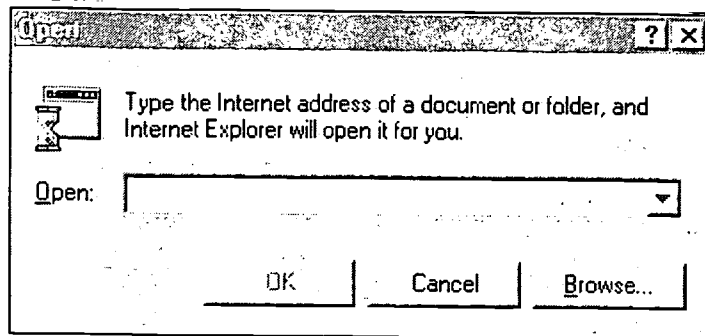 Open
? ×
Type the Internet address of a document or folder, and
Internet Explorer will open it for you.
Open:
OK Cancel Browse...